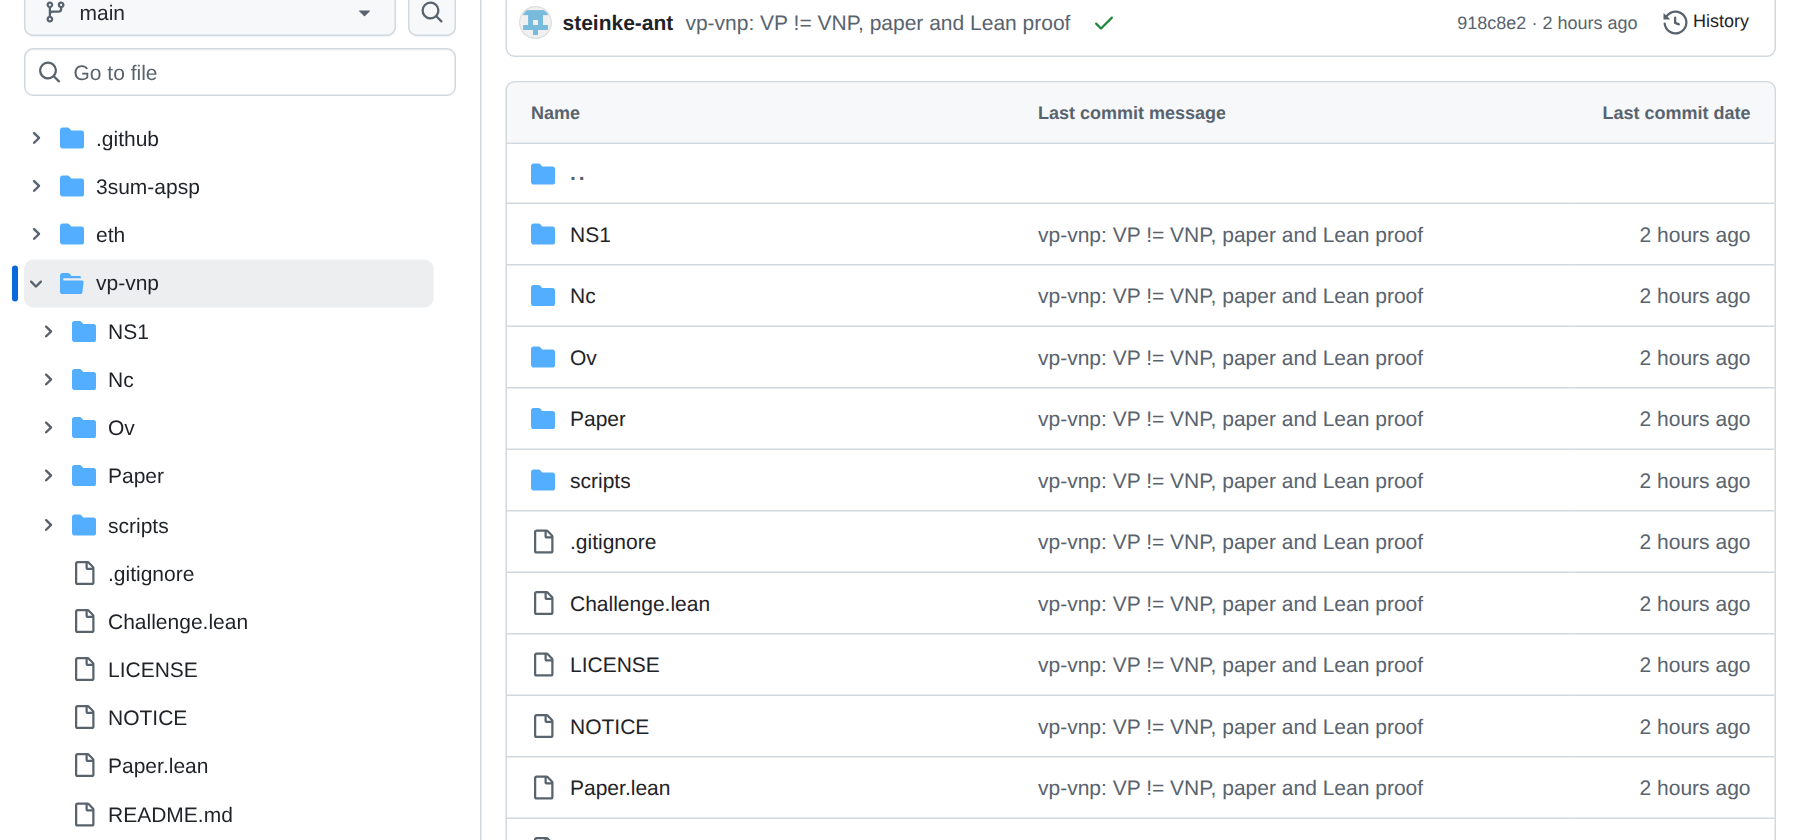 main
Go to file
.github
3sum-apsp
eth
vp-vnp
NS1
Nc
Ov
Paper
scripts
.gitignore
Challenge.lean
LICENSE
NOTICE
Paper.lean
README.md
steinke-ant vp-vnp: VP != VNP, paper and Lean proof 918c8e2 · 2 hours ago History
Name Last commit message Last commit date
..
NS1 vp-vnp: VP != VNP, paper and Lean proof 2 hours ago
Nc vp-vnp: VP != VNP, paper and Lean proof 2 hours ago
Ov vp-vnp: VP != VNP, paper and Lean proof 2 hours ago
Paper vp-vnp: VP != VNP, paper and Lean proof 2 hours ago
scripts vp-vnp: VP != VNP, paper and Lean proof 2 hours ago
.gitignore vp-vnp: VP != VNP, paper and Lean proof 2 hours ago
Challenge.lean vp-vnp: VP != VNP, paper and Lean proof 2 hours ago
LICENSE vp-vnp: VP != VNP, paper and Lean proof 2 hours ago
NOTICE vp-vnp: VP != VNP, paper and Lean proof 2 hours ago
Paper.lean vp-vnp: VP != VNP, paper and Lean proof 2 hours ago